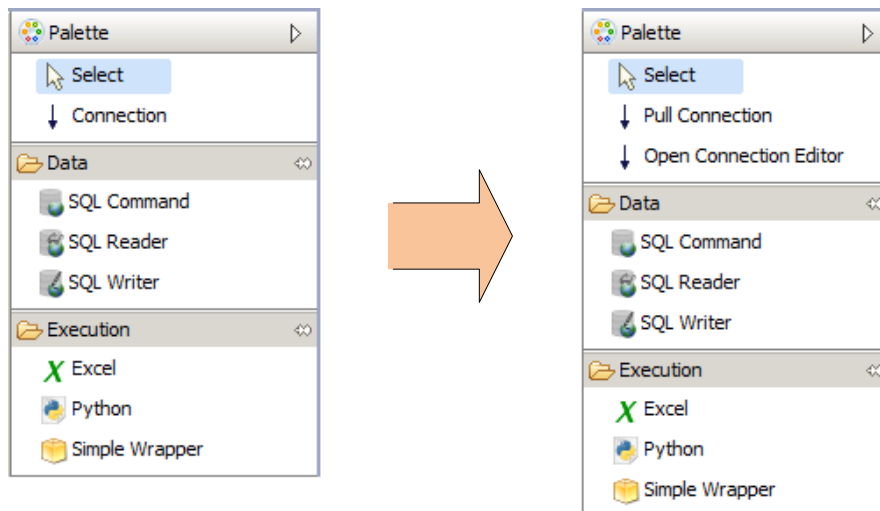 Palette
Select
Connection
Data
SQL Command
SQL Reader
SQL Writer
Execution
Excel
Python
Simple Wrapper
Palette
Select
Pull Connection
Open Connection Editor
Data
SQL Command
SQL Reader
SQL Writer
Execution
Excel
Python
Simple Wrapper